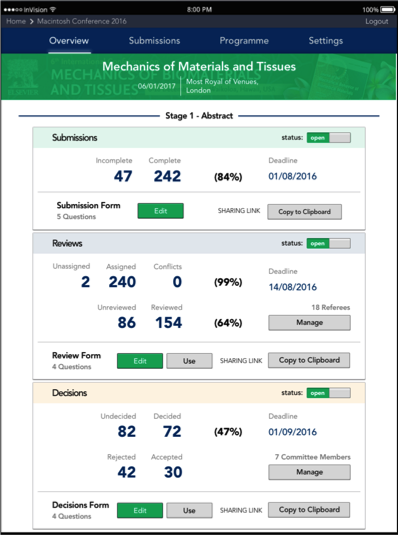 inVision
8:00 PM
100%
Home > Macintosh Conference 2016
Logout
Overview
Submissions
Programme
Settings
MECHANICS OF BIOMATERIALS
AND TISSUES
Mechanics of Materials and Tissues
06/01/2017
Most Royal of Venues,
London
Stage 1 - Abstract
Submissions
status: open
Incomplete
Complete
Deadline
47
242
(84%)
01/08/2016
Submission Form
5 Questions
Edit
SHARING LINK
Copy to Clipboard
Reviews
status: open
Unassigned
Assigned
Conflicts
Deadline
2
240
0
(99%)
14/08/2016
Unreviewed
Reviewed
18 Referees
86
154
(64%)
Manage
Review Form
4 Questions
Edit
Use
SHARING LINK
Copy to Clipboard
Decisions
status: open
Undecided
Decided
Deadline
82
72
(47%)
01/09/2016
Rejected
Accepted
7 Committee Members
42
30
Manage
Decisions Form
4 Questions
Edit
Use
SHARING LINK
Copy to Clipboard